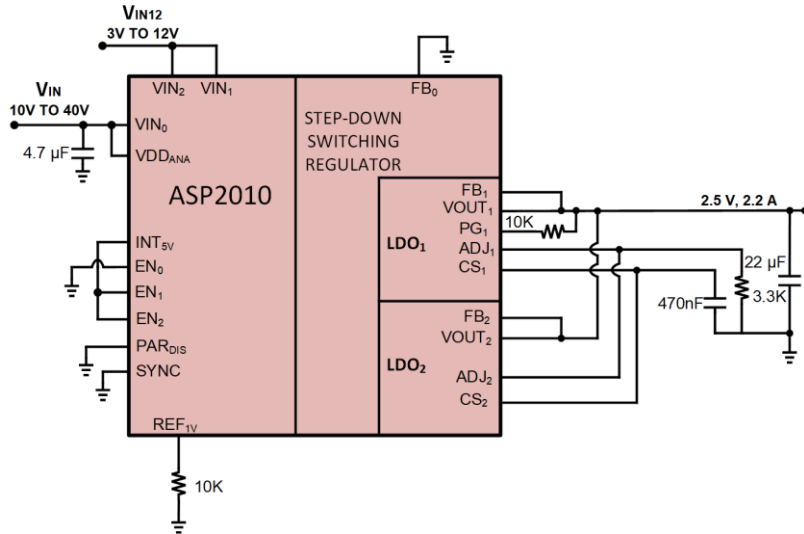 VIN12
3V TO 12V
VIN
10V TO 40V
4.7 µF
VIN2 VIN1
FB0
VIN0
VDDANA
STEP-DOWN
SWITCHING
REGULATOR
ASP2010
INT5V
EN0
EN1
EN2
PARDIS
SYNC
REF1V
10K
LDO1
FB1
VOUT1
PG1
ADJ1
CS1
10K
2.5 V, 2.2 A
22 µF
3.3K
470nF
LDO2
FB2
VOUT2
ADJ2
CS2